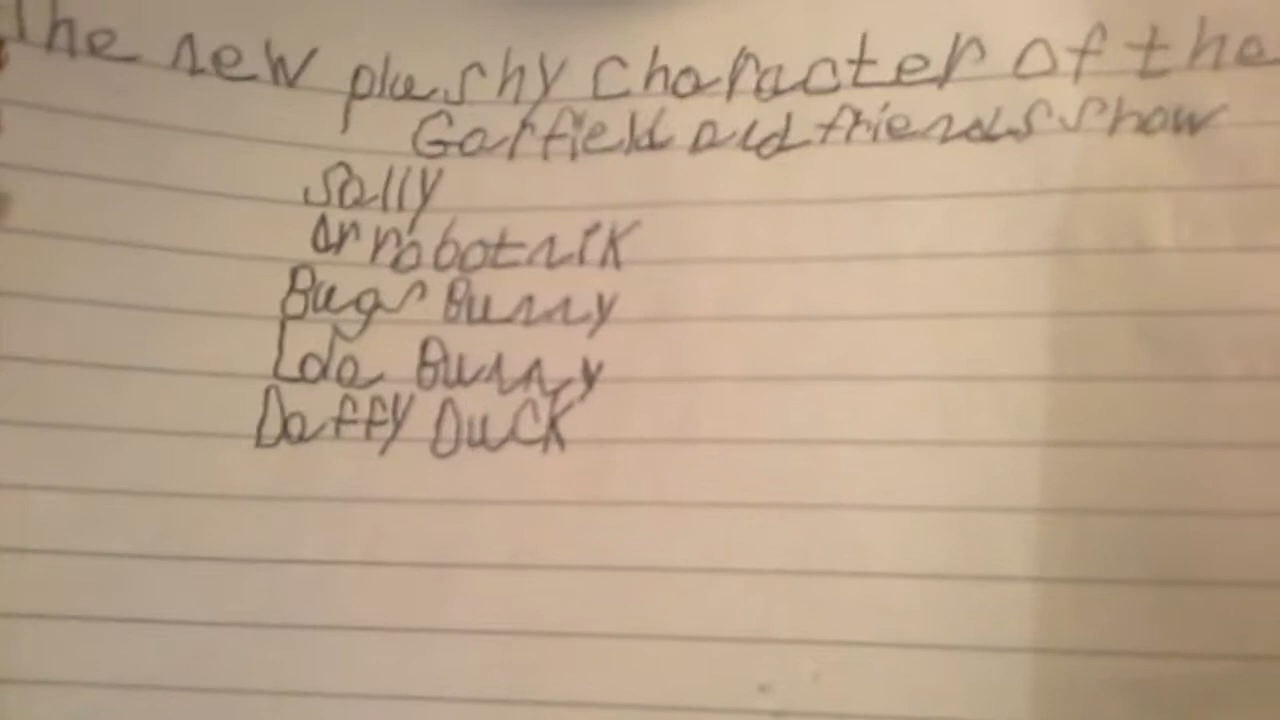 The new plushy character of the
Garfield and friends show
Sally
Dr robotnik
Bugs Bunny
Lola Bunny
Daffy Duck